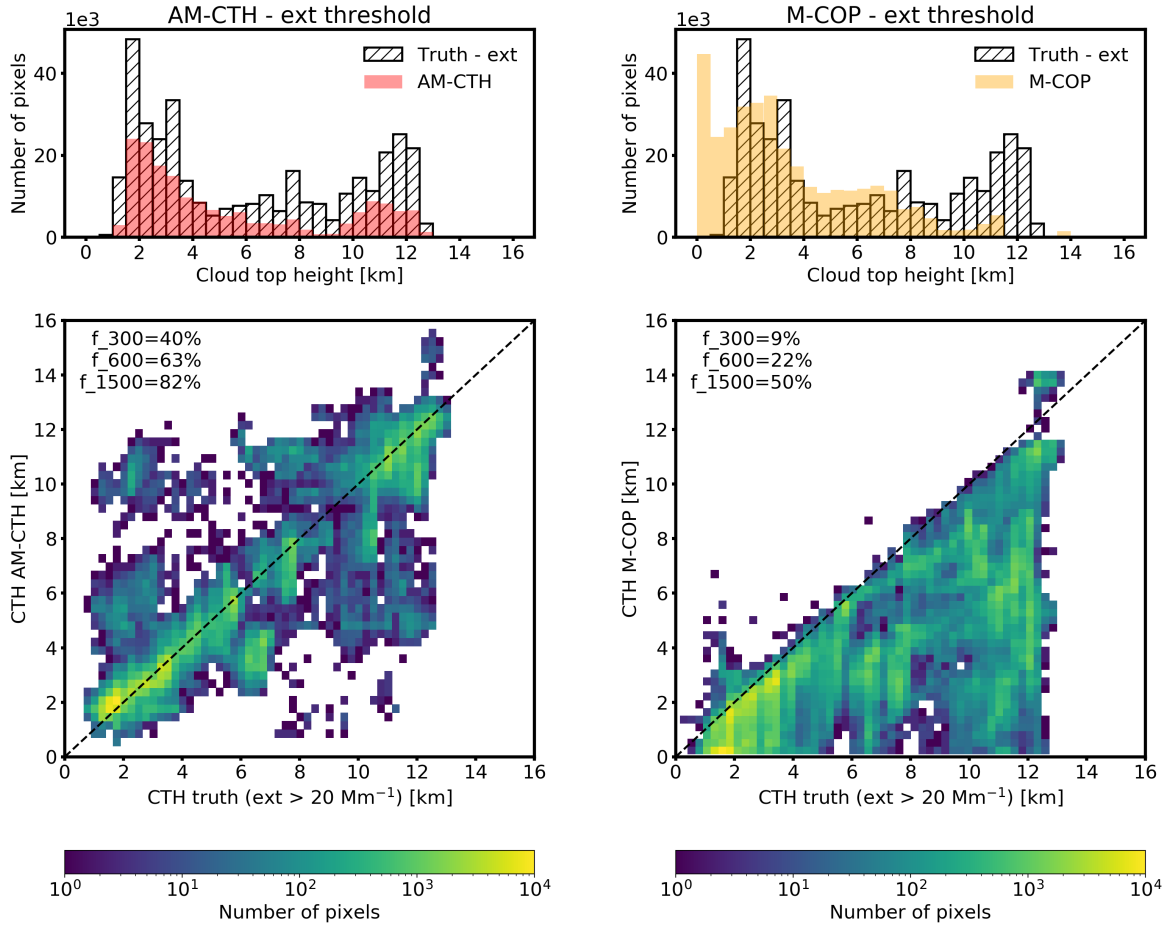 AM-CTH - ext threshold
1e3
Number of pixels
40
20
0
Truth - ext
AM-CTH
0 2 4 6 8 10 12 14 16
Cloud top height [km]
M-COP - ext threshold
1e3
Number of pixels
40
20
0
Truth - ext
M-COP
0 2 4 6 8 10 12 14 16
Cloud top height [km]
f_300=40%
f_600=63%
f_1500=82%
CTH AM-CTH [km]
16
14
12
10
8
6
4
2
0
0 2 4 6 8 10 12 14 16
CTH truth (ext > 20 Mm⁻¹) [km]
f_300=9%
f_600=22%
f_1500=50%
CTH M-COP [km]
16
14
12
10
8
6
4
2
0
0 2 4 6 8 10 12 14 16
CTH truth (ext > 20 Mm⁻¹) [km]
10⁰ 10¹ 10² 10³ 10⁴
Number of pixels
10⁰ 10¹ 10² 10³ 10⁴
Number of pixels